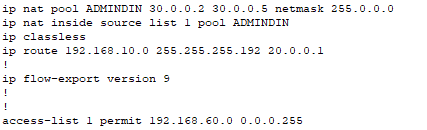 ip nat pool ADMINDIN 30.0.0.2 30.0.0.5 netmask 255.0.0.0
ip nat inside source list 1 pool ADMINDIN
ip classless
ip route 192.168.10.0 255.255.255.192 20.0.0.1
!
ip flow-export version 9
!
!
access-list 1 permit 192.168.60.0 0.0.0.255